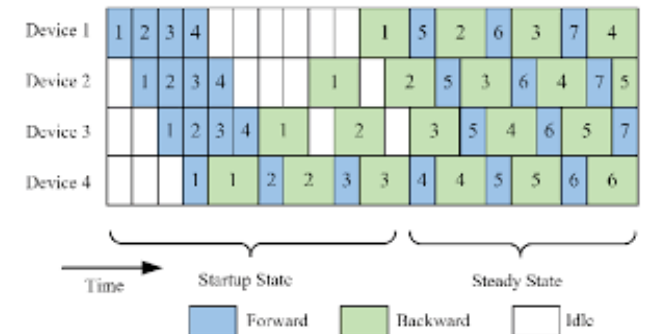 Device 1 1 2 3 4 1 5 2 6 3 7 4
Device 2 1 2 3 4 1 2 5 3 6 4 7 5
Device 3 1 2 3 4 1 2 3 5 4 6 5 7
Device 4 1 1 2 2 3 3 4 4 5 5 6 6
Time Startup State Steady State
Forward Backward Idle